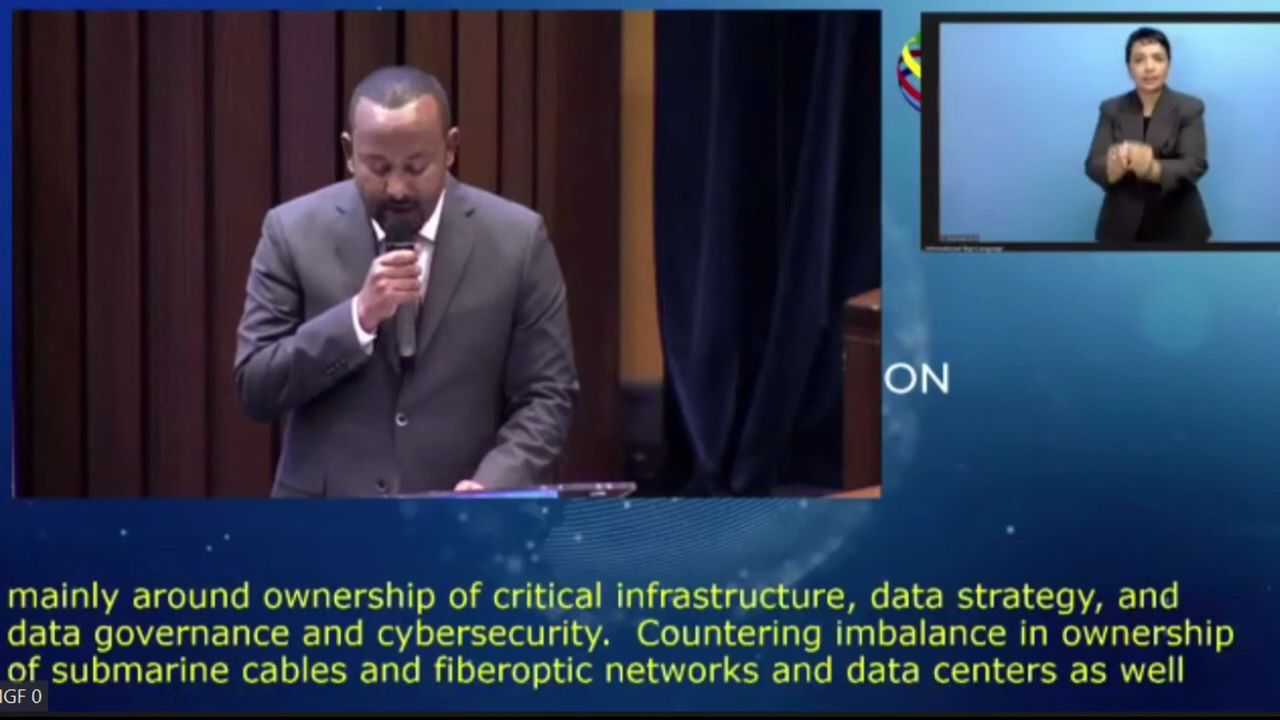 ON
mainly around ownership of critical infrastructure, data strategy, and
data governance and cybersecurity. Countering imbalance in ownership
of submarine cables and fiberoptic networks and data centers as well
IGF 0